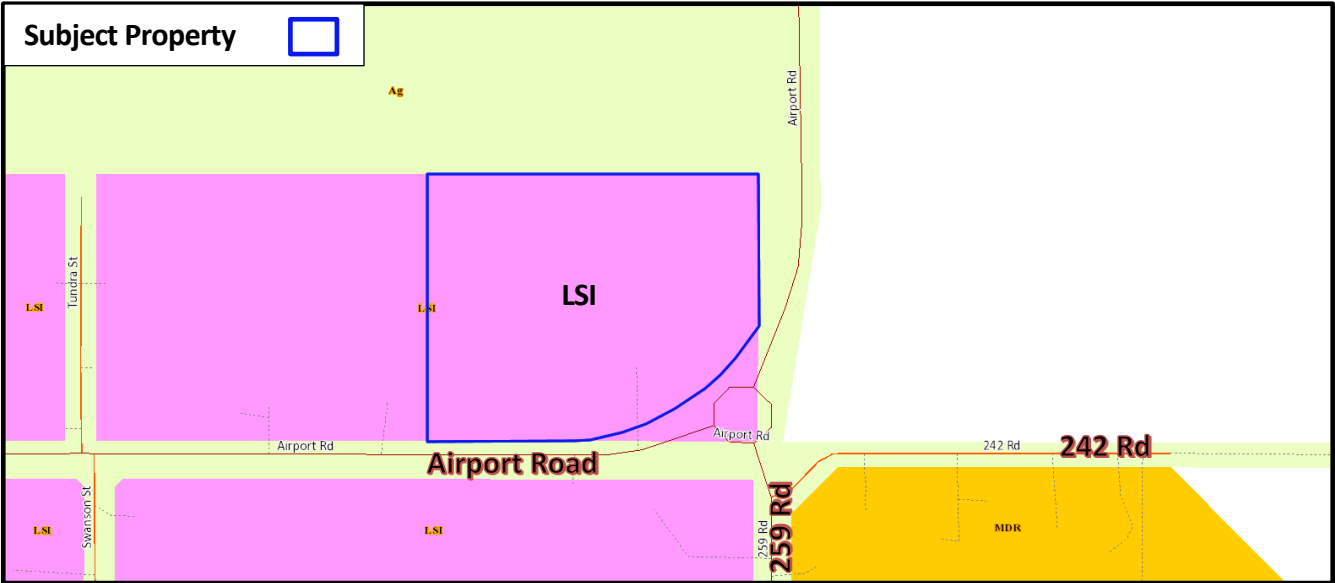 Subject Property
Ag
Airport Rd
Tundra St
LSI
LSI
LSI
Airport Rd
Airport Rd
Airport Road
242 Rd
242 Rd
Swanson St
LSI
LSI
259 Rd
259 Rd
MDR